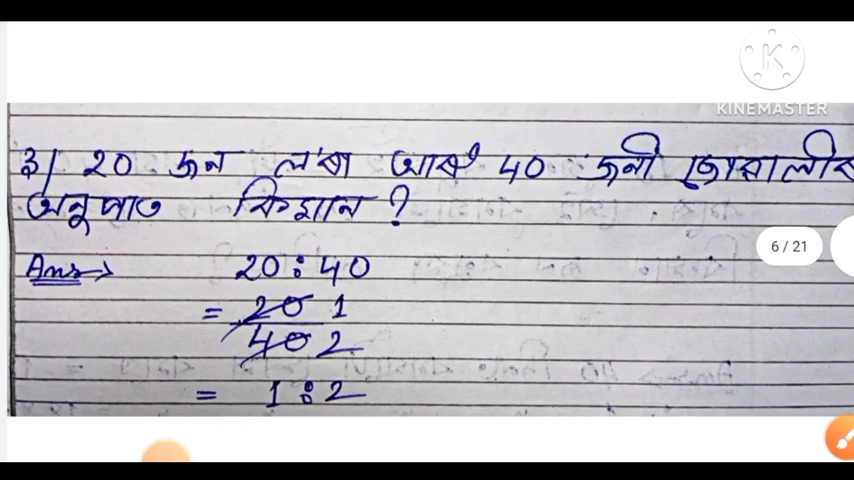 KINEMASTER
৩| 20 জন ল'ৰা আৰু 40 জনী ছোৱালীৰ
অনুপাত কিমান ?
6 / 21
Ans→ 20 : 40
= 20 1
40 2
= 1 : 2